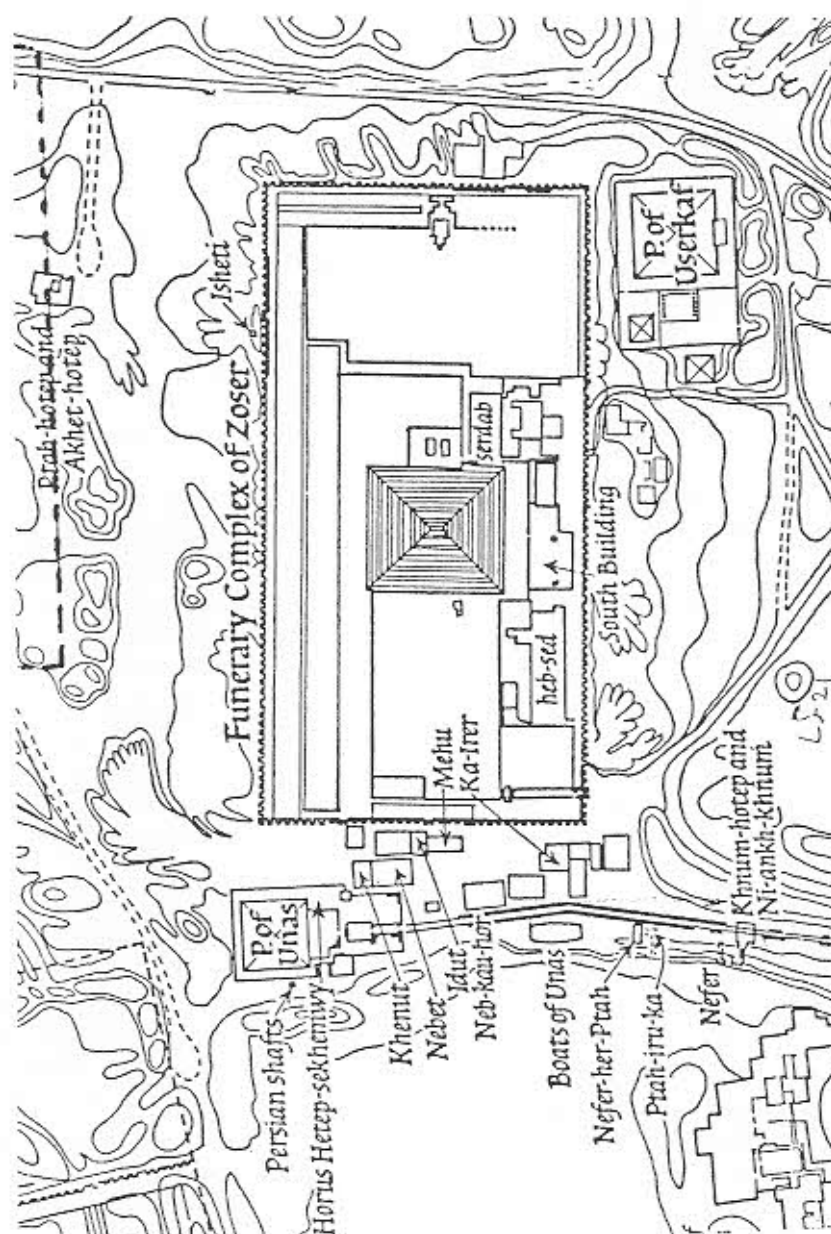 Ptah-hotep and
Akhet-hotep
Isheti
Funerary Complex of Zoser
P. of
Userkaf
serdab
South Building
heb-sed
Mehu
Ka-Irer
P. of
Unas
Persian shafts
Horus Hetep-sekhemwy
Khenut
Nebet
Idut
Neb-kau-hor
Boats of Unas
Nefer-her-Ptah
Ptah-iru-ka
Nefer
Khnum-hotep and
Ni-ankh-khnum